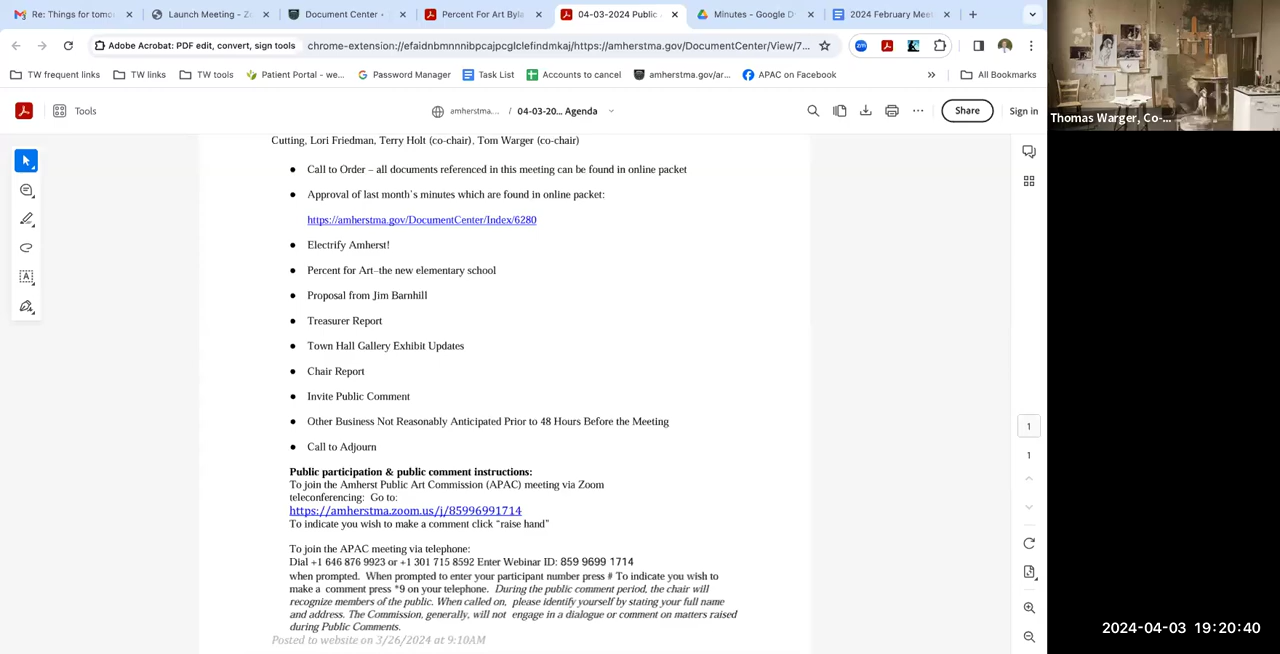 Re: Things for tomo
Launch Meeting - Z
Document Center •
Percent For Art Byla
04-03-2024 Public
Minutes - Google D
2024 February Mee
Adobe Acrobat: PDF edit, convert, sign tools
chrome-extension://efaidnbmnnnibpcajpcglclefindmkaj/https://amherstma.gov/DocumentCenter/View/7...
TW frequent links
TW links
TW tools
Patient Portal - we...
Password Manager
Task List
Accounts to cancel
amherstma.gov/ar...
APAC on Facebook
»
All Bookmarks
Tools
amherstma...
/ 04-03-20... Agenda
Share
Sign in
Thomas Warger, Co-...
Cutting, Lori Friedman, Terry Holt (co-chair), Tom Warger (co-chair)
● Call to Order – all documents referenced in this meeting can be found in online packet
● Approval of last month's minutes which are found in online packet:
https://amherstma.gov/DocumentCenter/Index/6280
● Electrify Amherst!
● Percent for Art–the new elementary school
● Proposal from Jim Barnhill
● Treasurer Report
● Town Hall Gallery Exhibit Updates
● Chair Report
● Invite Public Comment
● Other Business Not Reasonably Anticipated Prior to 48 Hours Before the Meeting
● Call to Adjourn
Public participation & public comment instructions:
To join the Amherst Public Art Commission (APAC) meeting via Zoom
teleconferencing: Go to:
https://amherstma.zoom.us/j/85996991714
To indicate you wish to make a comment click “raise hand”
To join the APAC meeting via telephone:
Dial +1 646 876 9923 or +1 301 715 8592 Enter Webinar ID: 859 9699 1714
when prompted. When prompted to enter your participant number press # To indicate you wish to
make a comment press *9 on your telephone. During the public comment period, the chair will
recognize members of the public. When called on, please identify yourself by stating your full name
and address. The Commission, generally, will not engage in a dialogue or comment on matters raised
during Public Comments.
Posted to website on 3/26/2024 at 9:10AM
1
1
2024-04-03 19:20:40